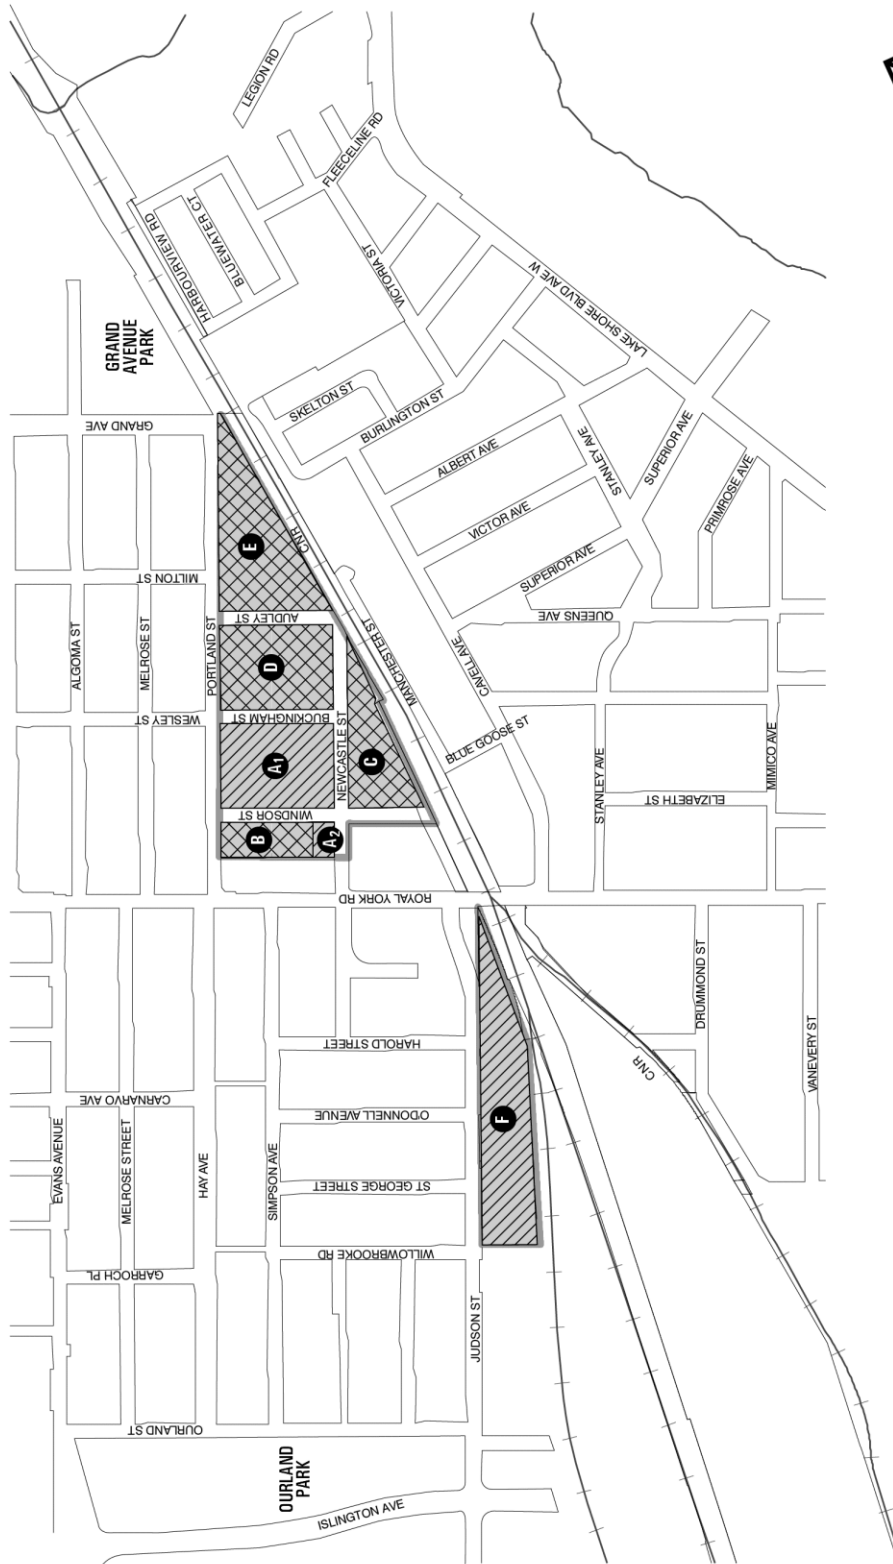 LEGION RD
FLEECELINE RD
HARBOURVIEW RD
BLUEWATER CT
VICTORIA ST
LAKE SHORE BLVD AVE W
GRAND
AVENUE
PARK
GRAND AVE
SKELTON ST
BURLINGTON ST
ALBERT AVE
STANLEY AVE
SUPERIOR AVE
PRIMROSE AVE
VICTOR AVE
SUPERIOR AVE
E
CNR
MILTON ST
ALGOMA ST
MELROSE ST
PORTLAND ST
AUDLEY ST
MANCHESTER ST
QUEENS AVE
CAVELL AVE
D
WESLEY ST
BUCKINGHAM ST
NEWCASTLE ST
C
BLUE GOOSE ST
A1
WINDSOR ST
B
A2
STANLEY AVE
ELIZABETH ST
MIMICO AVE
ROYAL YORK RD
DRUMMOND ST
VANEVERY ST
CNR
HAROLD STREET
CARNARVO AVE
O'DONNELL AVENUE
F
EVANS AVENUE
MELROSE STREET
HAY AVE
SIMPSON AVE
ST GEORGE STREET
WILLOWBROOKE RD
GARROCH PL
JUDSON ST
OURLAND ST
OURLAND
PARK
ISLINGTON AVE